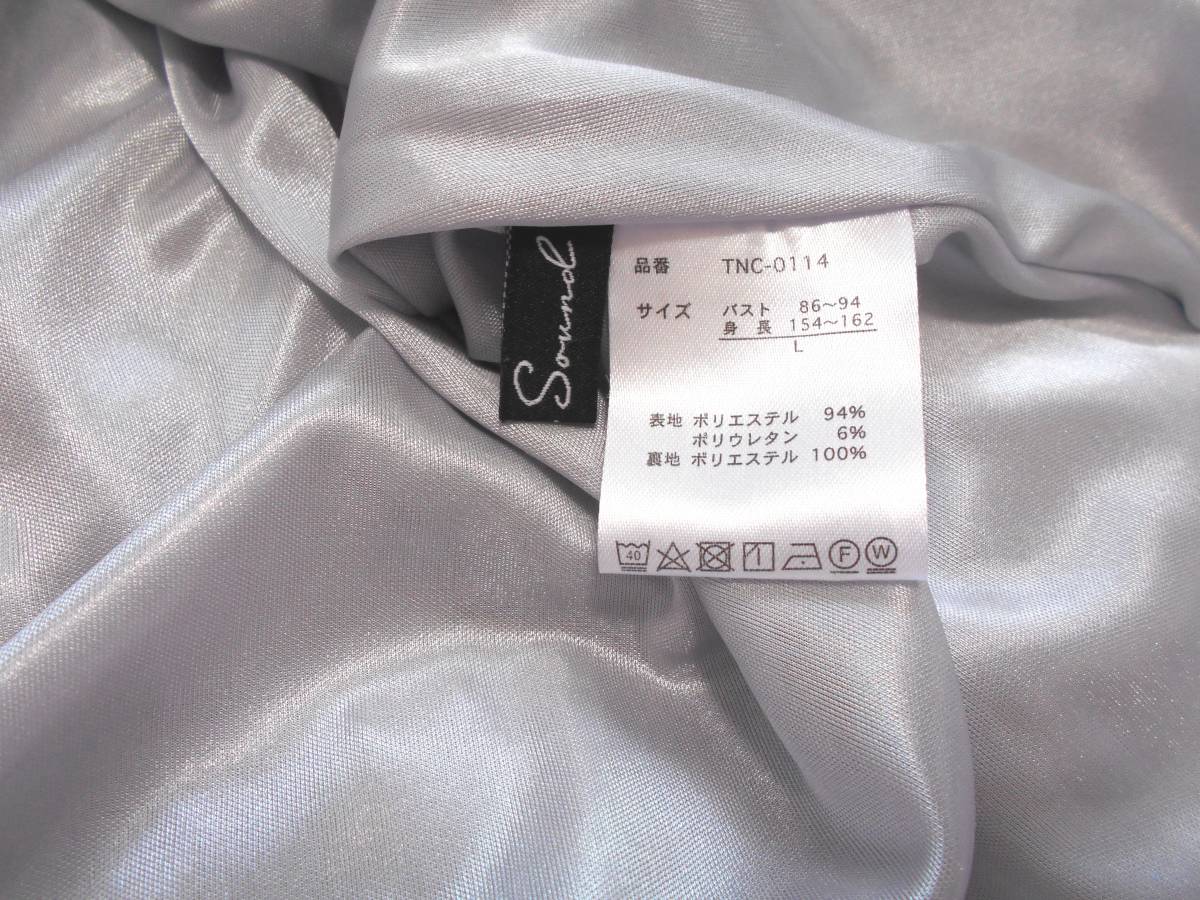 Sound
品番 TNC-0114
サイズ バスト 86〜94
身長 154〜162
L
表地 ポリエステル 94%
ポリウレタン 6%
裏地 ポリエステル 100%
40 F W